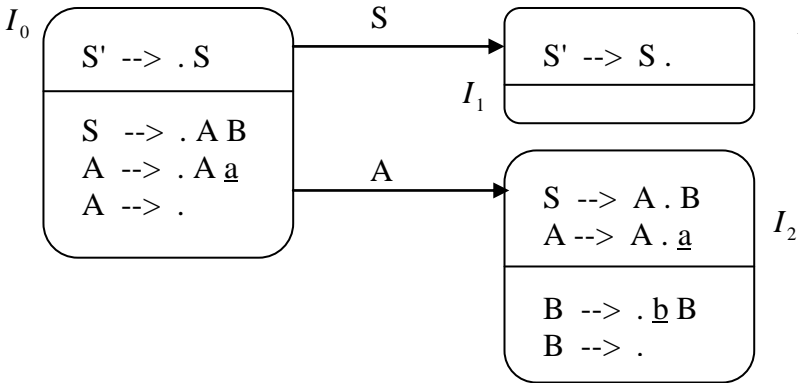 I0
S' --> . S
S --> . A B
A --> . A a
A --> .
S
A
S' --> S .
I1
S --> A . B
A --> A . a
B --> . b B
B --> .
I2